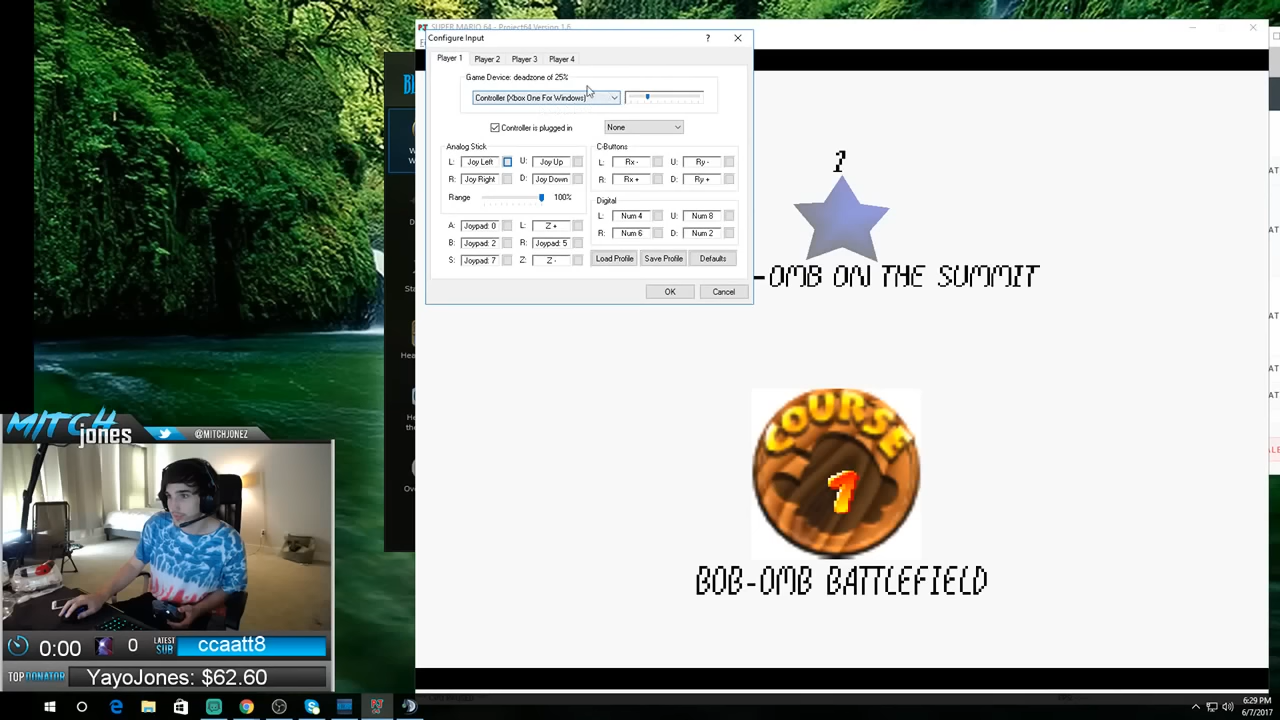 SUPER MARIO 64 - Project64 Version 1.6
Configure Input
?
Player 1 Player 2 Player 3 Player 4
Game Device: deadzone of 25%
Controller (Xbox One For Windows)
Controller is plugged in
None
Analog Stick
L: Joy Left U: Joy Up
R: Joy Right D: Joy Down
Range 100%
A: Joypad: 0 L: Z +
B: Joypad: 2 R: Joypad: 5
S: Joypad: 7 Z: Z -
C-Buttons
L: Rx - U: Ry -
R: Rx + D: Ry +
Digital
L: Num 4 U: Num 8
R: Num 6 D: Num 2
Load Profile Save Profile Defaults
OK Cancel
2
-OMB ON THE SUMMIT
COURSE
1
BOB-OMB BATTLEFIELD
MITCH
jones
@MITCHJONEZ
0:00
0
LATEST
SUB
ccaatt8
TOP DONATOR
YayoJones: $62.60
6:29 PM
6/7/2017